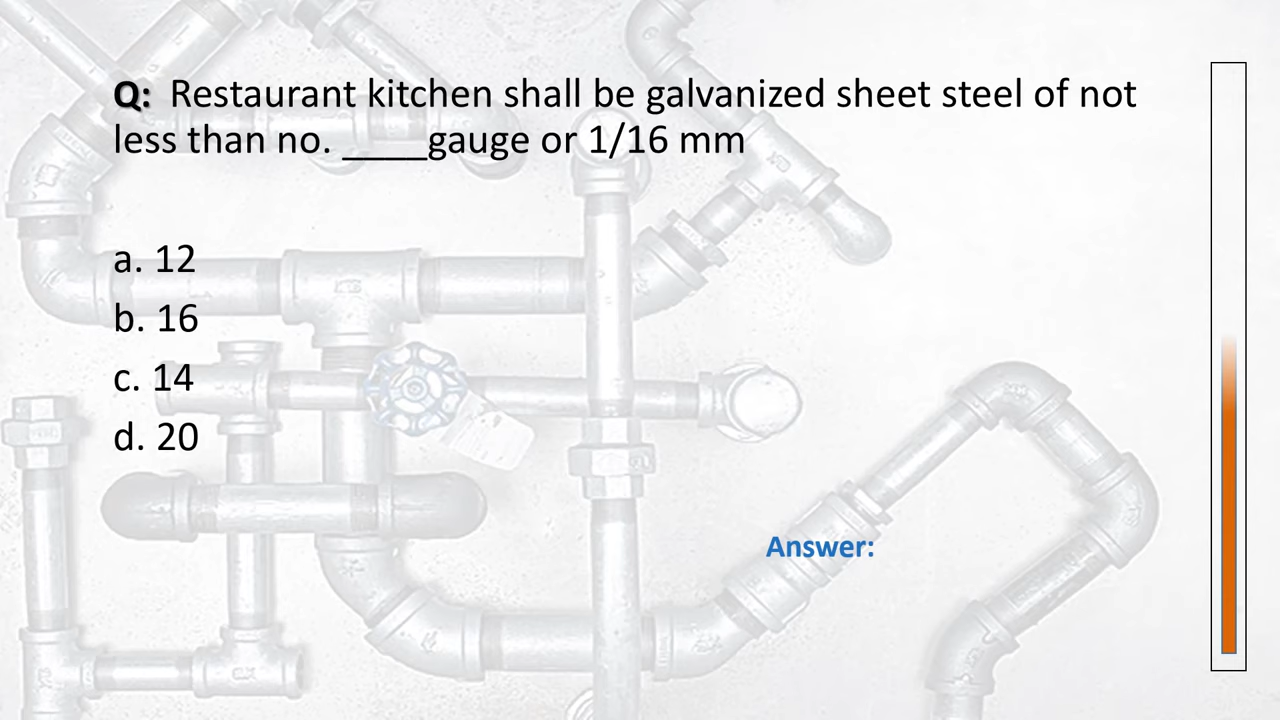 Q: Restaurant kitchen shall be galvanized sheet steel of not
less than no. ____gauge or 1/16 mm
a. 12
b. 16
c. 14
d. 20
Answer: